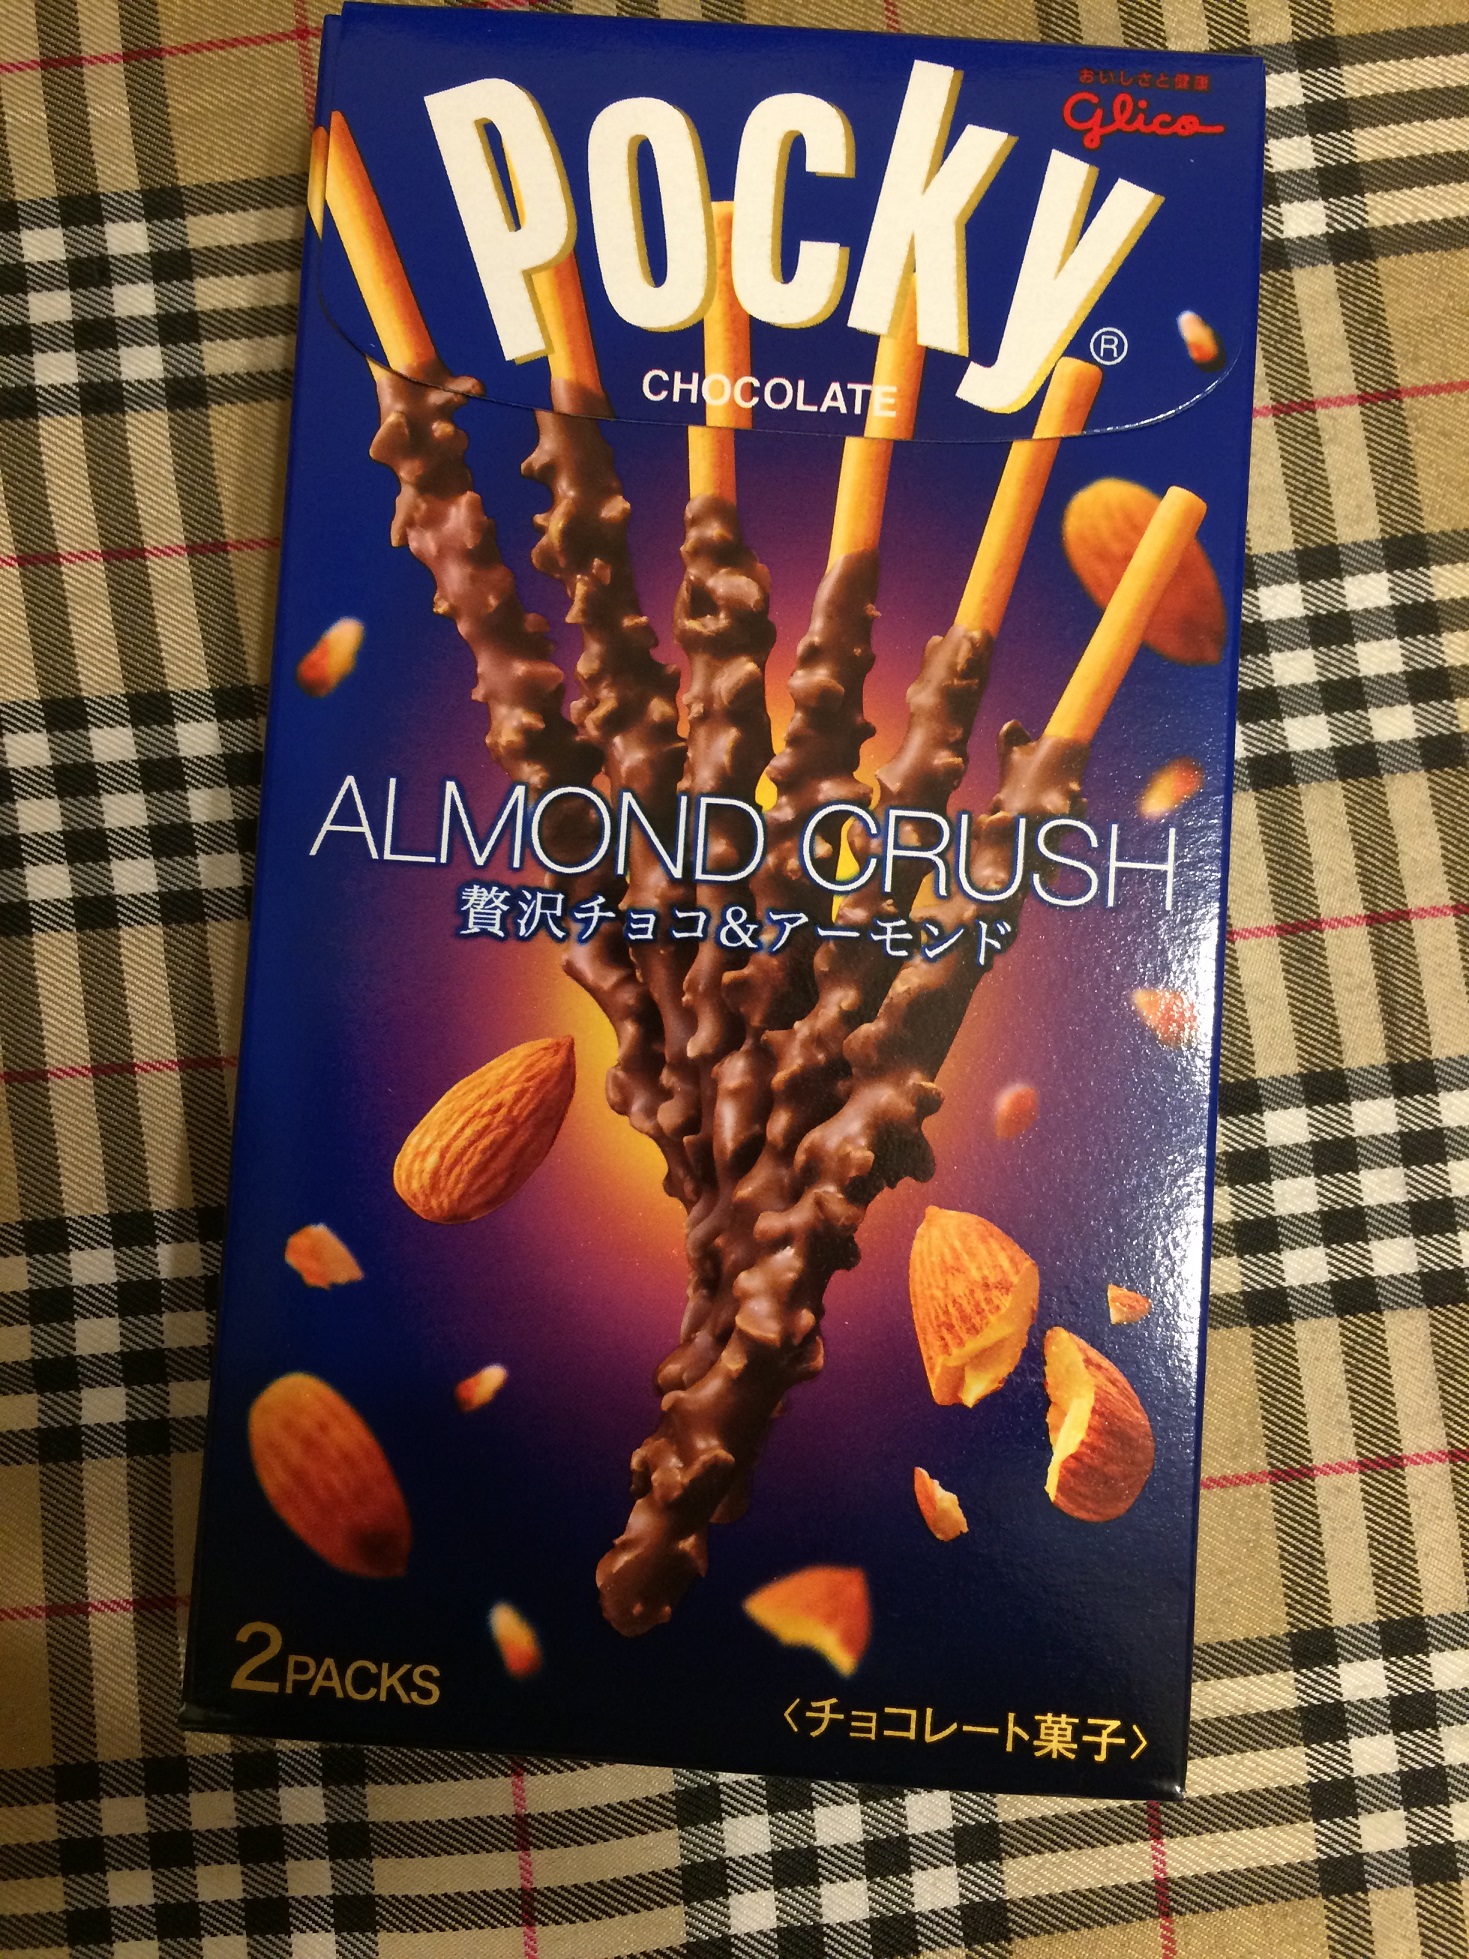 おいしさと健康
Glico
Pocky®
CHOCOLATE
ALMOND CRUSH
贅沢チョコ&アーモンド
2PACKS
〈チョコレート菓子〉